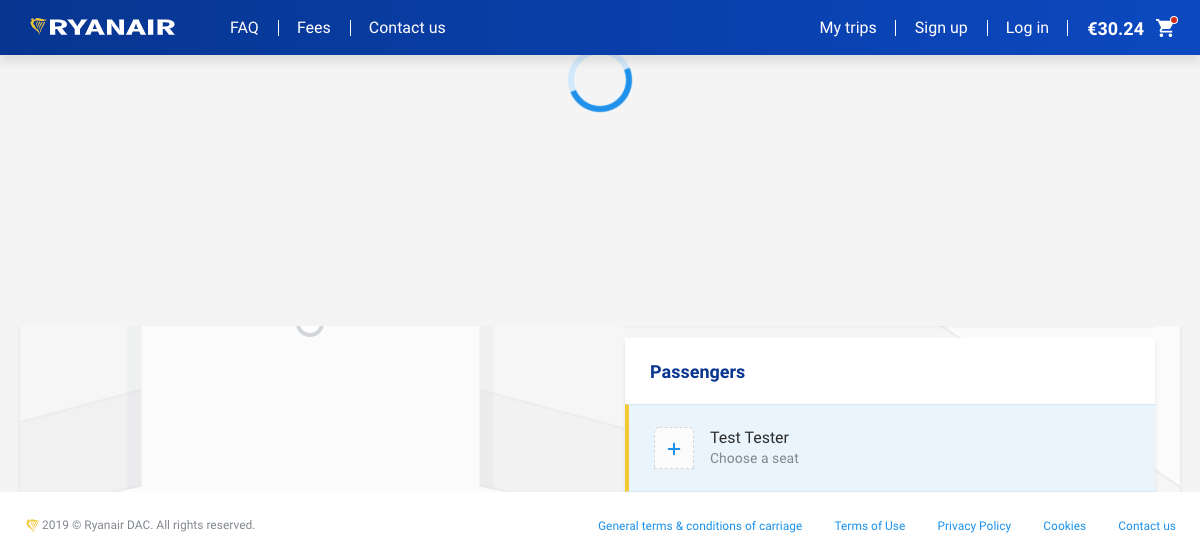 RYANAIR FAQ Fees Contact us My trips Sign up Log in €30.24
Passengers
Test Tester
Choose a seat
2019 © Ryanair DAC. All rights reserved. General terms & conditions of carriage Terms of Use Privacy Policy Cookies Contact us